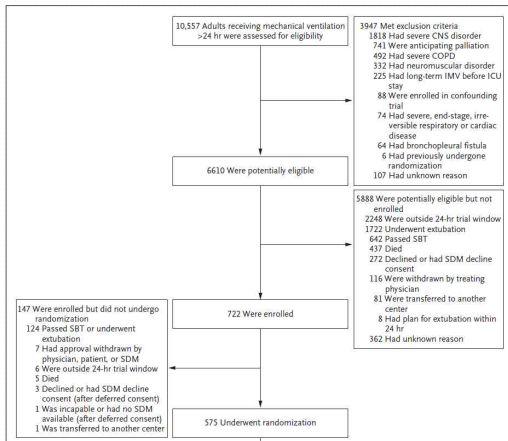 10,557 Adults receiving mechanical ventilation
>24 hr were assessed for eligibility
3947 Met exclusion criteria
1818 Had severe CNS disorder
741 Were anticipating palliation
492 Had severe COPD
332 Had neuromuscular disorder
225 Had long-term IMV before ICU
stay
88 Were enrolled in confounding
trial
74 Had severe, end-stage, irre-
versible respiratory or cardiac
disease
64 Had bronchopleural fistula
6 Had previously undergone
randomization
107 Had unknown reason
6610 Were potentially eligible
5888 Were potentially eligible but not
enrolled
2248 Were outside 24-hr trial window
1722 Underwent extubation
642 Passed SBT
437 Died
272 Declined or had SDM decline
consent
116 Were withdrawn by treating
physician
81 Were transferred to another
center
8 Had plan for extubation within
24 hr
362 Had unknown reason
722 Were enrolled
147 Were enrolled but did not undergo
randomization
124 Passed SBT or underwent
extubation
7 Had approval withdrawn by
physician, patient, or SDM
6 Were outside 24-hr trial window
5 Died
3 Declined or had SDM decline
consent (after deferred consent)
1 Was incapable or had no SDM
available (after deferred consent)
1 Was transferred to another center
575 Underwent randomization